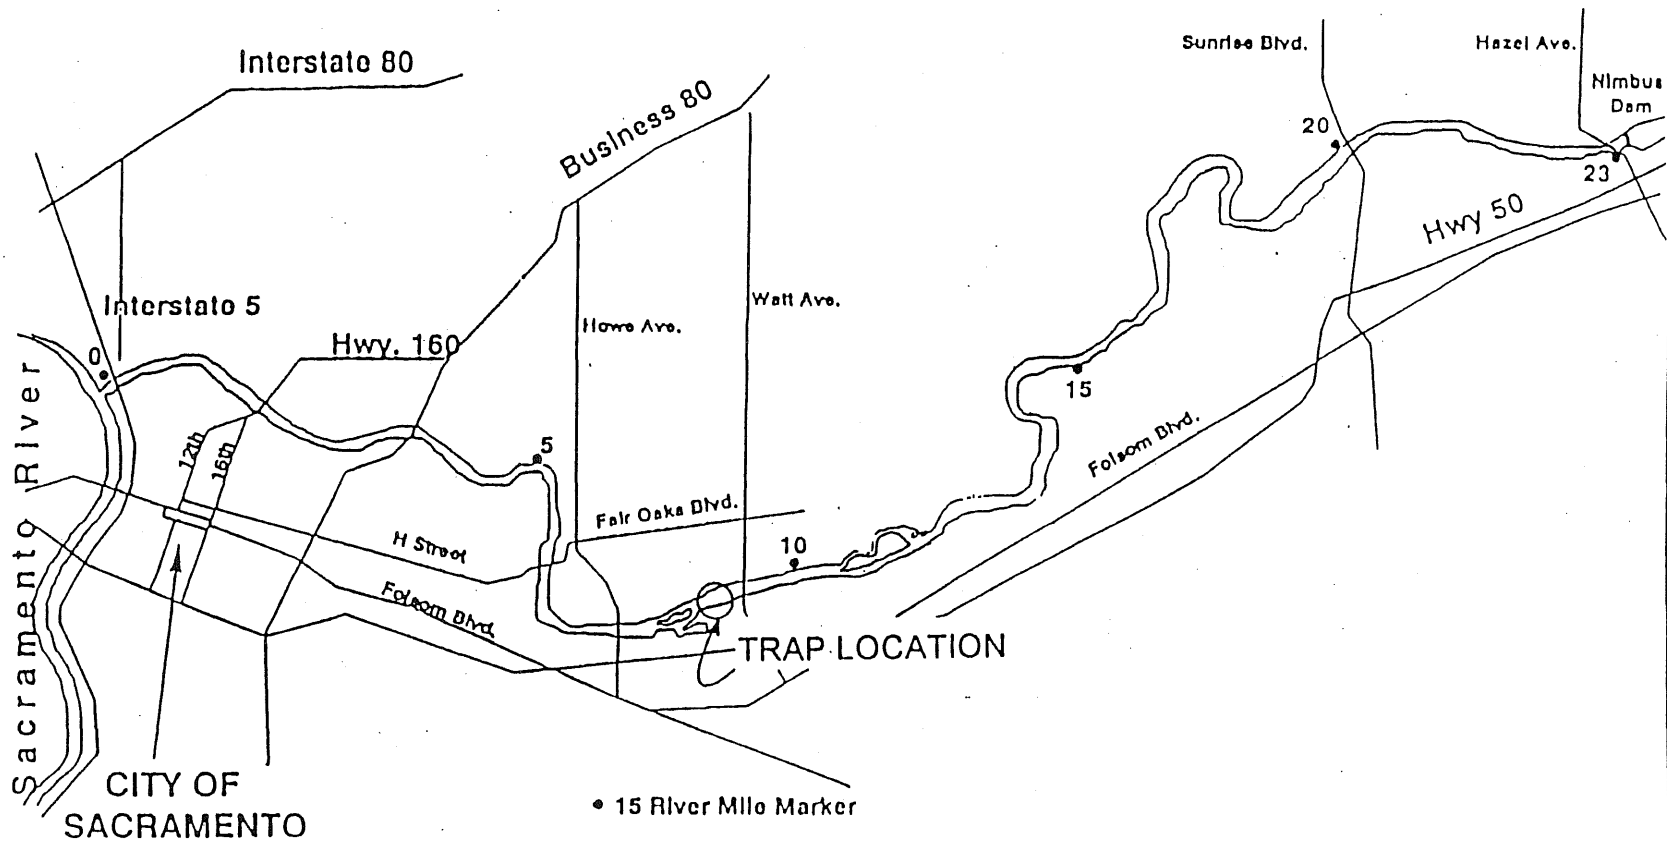 Interstate 80
Business 80
Sunrise Blvd.
Hazel Ave.
Nimbus
Dam
20
23
Hwy 50
Interstate 5
Watt Ave.
Howe Ave.
Hwy. 160
0
15
Sacramento River
12th
16th
5
Folsom Blvd.
Fair Oaks Blvd.
H Street
10
Folsom Blvd.
TRAP LOCATION
CITY OF
SACRAMENTO
15 River Mile Marker